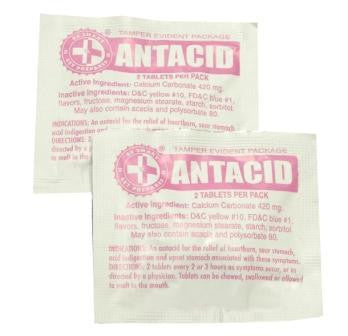 TAMPER EVIDENT PACKAGE
ANTACID
2 TABLETS PER PACK
Active Ingredient: Calcium Carbonate 420 mg.
Inactive Ingredients: D&C yellow #10, FD&C blue #1,
flavors, fructose, magnesium stearate, starch, sorbitol.
May also contain acacia and polysorbate 80.
INDICATIONS: An antacid for the relief of heartburn, sour stomach,
acid indigestion and
DIRECTIONS: 2
directed by a
to melt in the
TAMPER EVIDENT PACKAGE
ANTACID
2 TABLETS PER PACK
Active Ingredient: Calcium Carbonate 420 mg.
Inactive Ingredients: D&C yellow #10, FD&C blue #1,
flavors, fructose, magnesium stearate, starch, sorbitol.
May also contain acacia and polysorbate 80.
INDICATIONS: An antacid for the relief of heartburn, sour stomach,
acid indigestion and upset stomach associated with these symptoms.
DIRECTIONS: 2 tablets every 2 or 3 hours as symptoms occur, or as
directed by a physician. Tablets can be chewed, swallowed or allowed
to melt in the mouth.